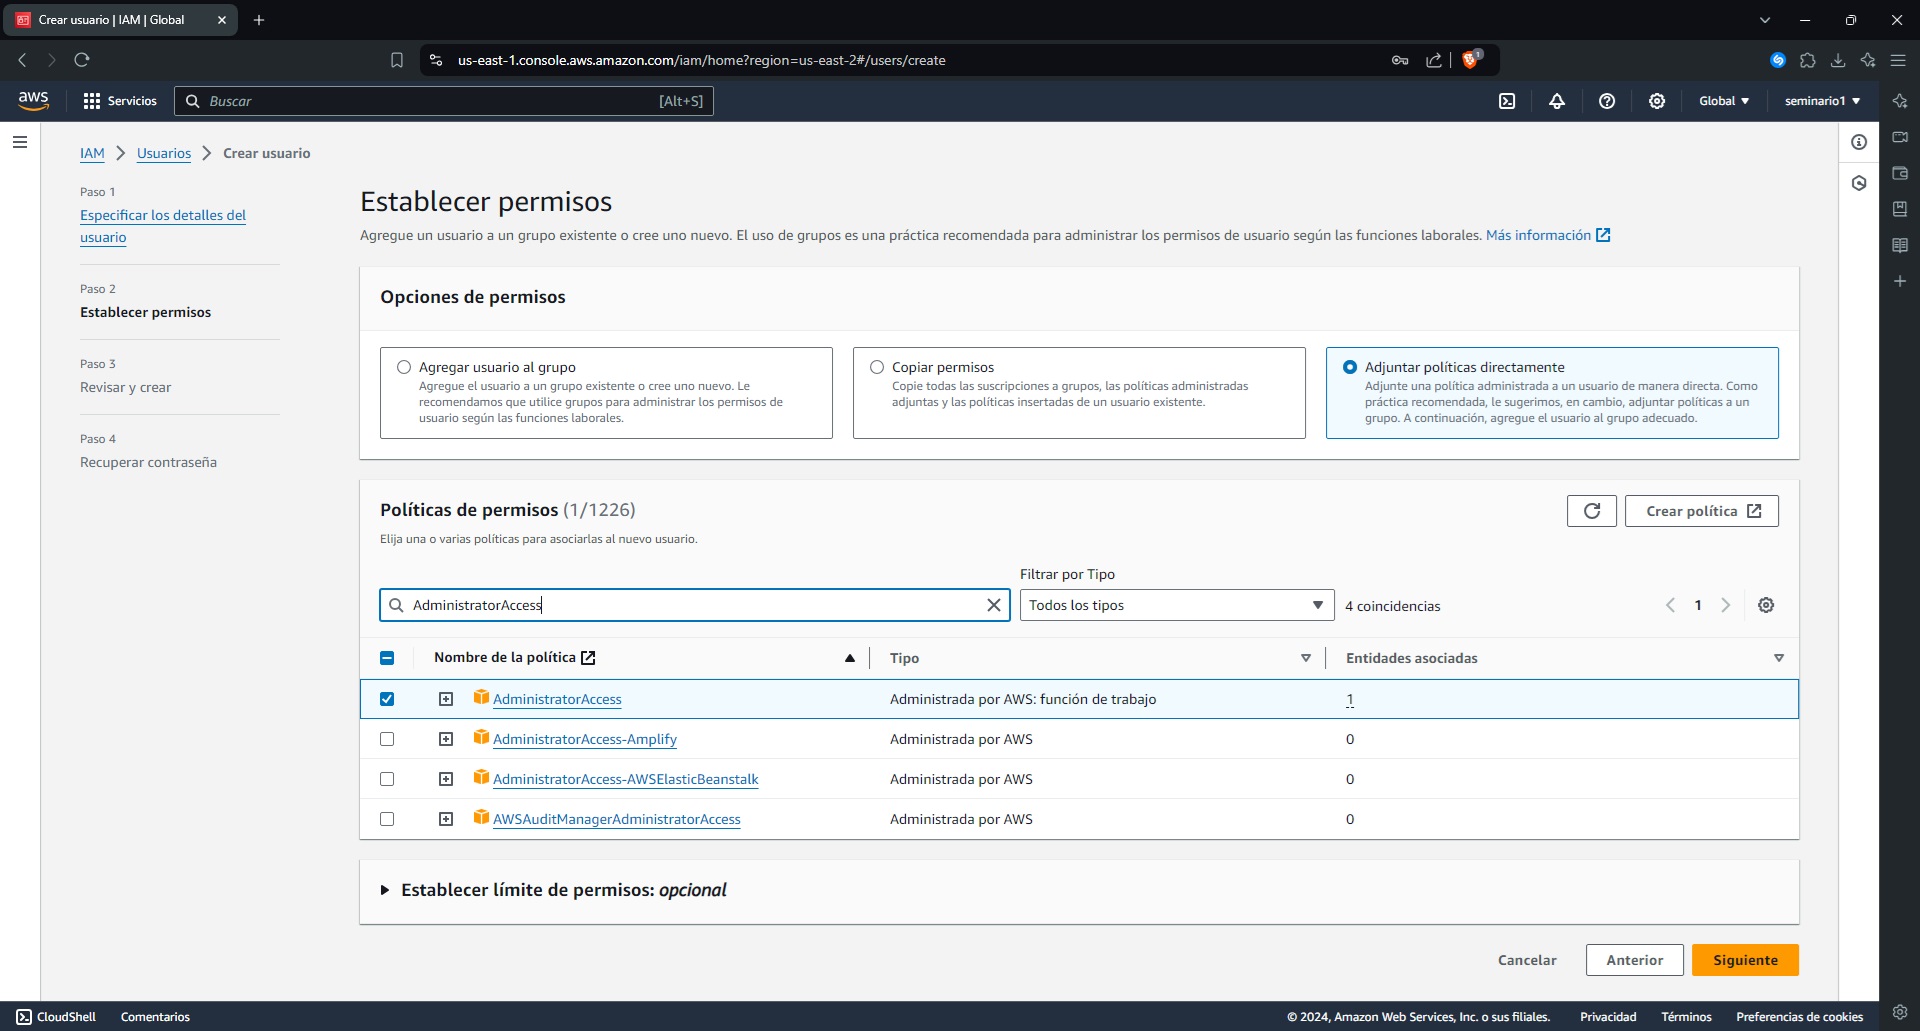 Crear usuario | IAM | Global
us-east-1.console.aws.amazon.com/iam/home?region=us-east-2#/users/create
1
aws
Servicios
Buscar
[Alt+S]
Global
seminario1
IAM
Usuarios
Crear usuario
Paso 1
Especificar los detalles del
usuario
Paso 2
Establecer permisos
Paso 3
Revisar y crear
Paso 4
Recuperar contraseña
Establecer permisos
Agregue un usuario a un grupo existente o cree uno nuevo. El uso de grupos es una práctica recomendada para administrar los permisos de usuario según las funciones laborales. Más información
Opciones de permisos
Agregar usuario al grupo
Agregue el usuario a un grupo existente o cree uno nuevo. Le
recomendamos que utilice grupos para administrar los permisos de
usuario según las funciones laborales.
Copiar permisos
Copie todas las suscripciones a grupos, las políticas administradas
adjuntas y las políticas insertadas de un usuario existente.
Adjuntar políticas directamente
Adjunte una política administrada a un usuario de manera directa. Como
práctica recomendada, le sugerimos, en cambio, adjuntar políticas a un
grupo. A continuación, agregue el usuario al grupo adecuado.
Políticas de permisos (1/1226)
Elija una o varias políticas para asociarlas al nuevo usuario.
Crear política
Filtrar por Tipo
AdministratorAccess
Todos los tipos
4 coincidencias
1
Nombre de la política
Tipo
Entidades asociadas
AdministratorAccess
Administrada por AWS: función de trabajo
1
AdministratorAccess-Amplify
Administrada por AWS
0
AdministratorAccess-AWSElasticBeanstalk
Administrada por AWS
0
AWSAuditManagerAdministratorAccess
Administrada por AWS
0
Establecer límite de permisos: opcional
Cancelar
Anterior
Siguiente
CloudShell
Comentarios
© 2024, Amazon Web Services, Inc. o sus filiales.
Privacidad
Términos
Preferencias de cookies